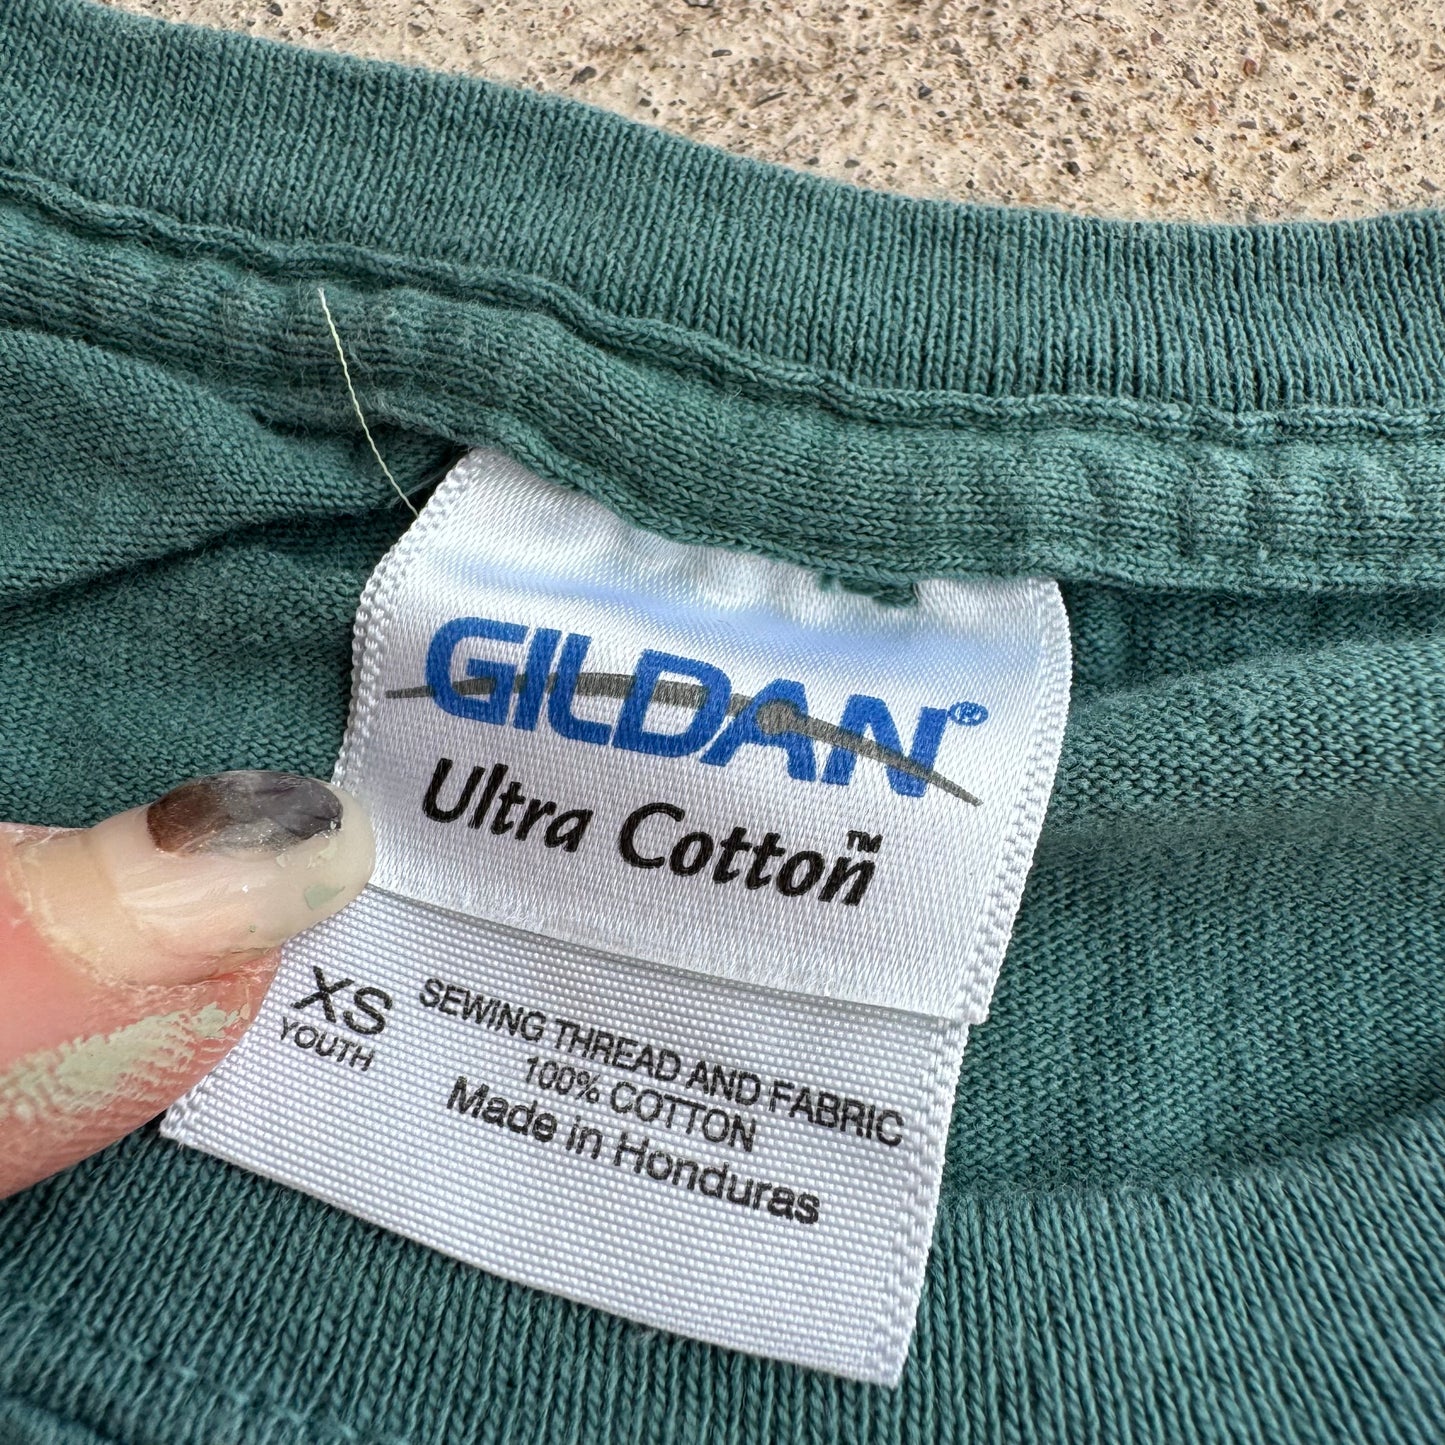 GILDAN®
Ultra Cotton™
XS
YOUTH
SEWING THREAD AND FABRIC
100% COTTON
Made in Honduras